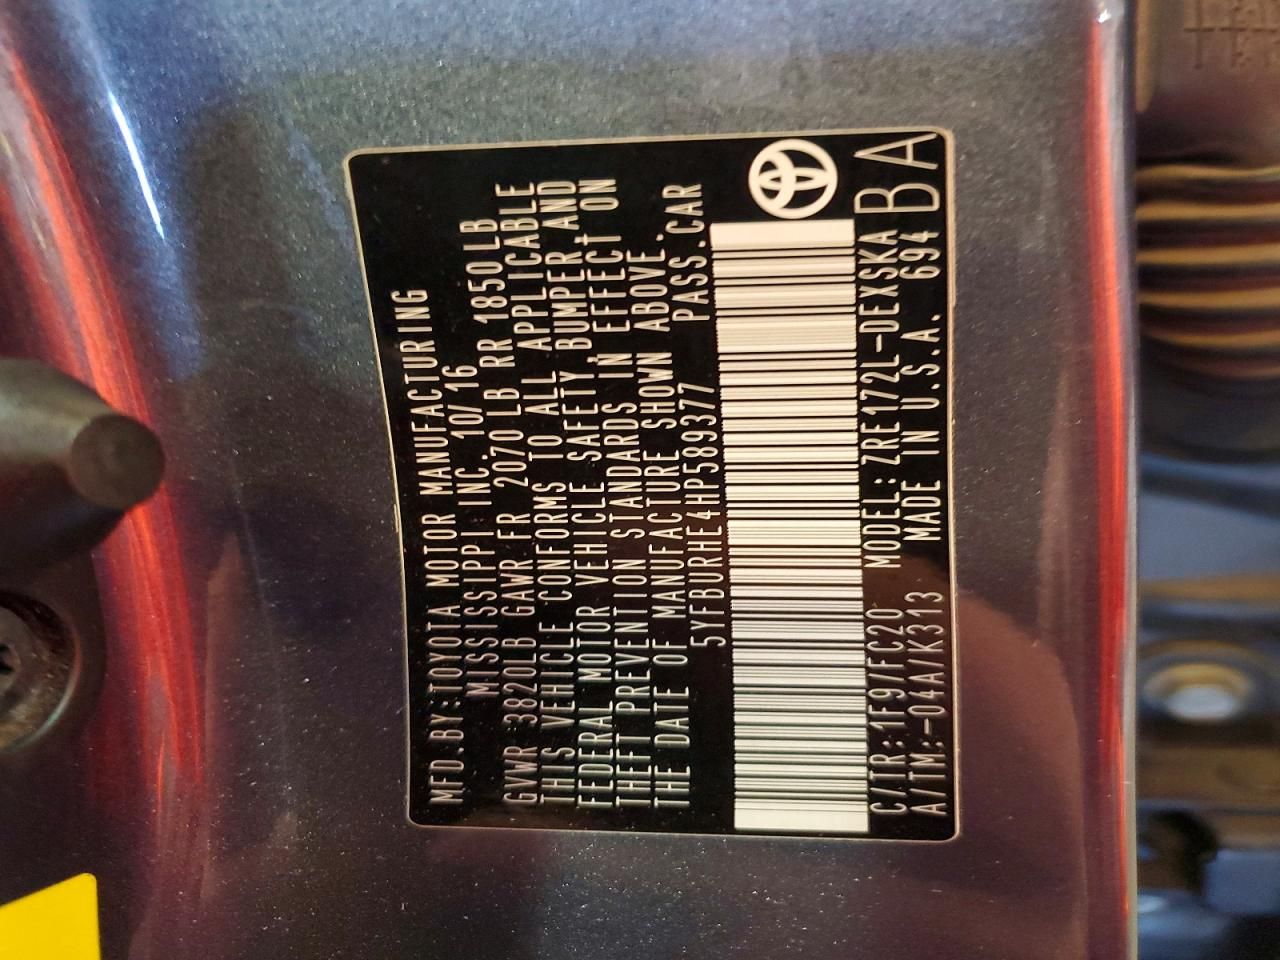 MFD.BY:TOYOTA MOTOR MANUFACTURING
MISSISSIPPI INC. 10/16
GVWR 3820LB GAWR FR 2070LB RR 1850LB
THIS VEHICLE CONFORMS TO ALL APPLICABLE
FEDERAL MOTOR VEHICLE SAFETY,BUMPER,AND
THEFT PREVENTION STANDARDS IN EFFECT ON
THE DATE OF MANUFACTURE SHOWN ABOVE.
5YFBURHE4HP589377 PASS.CAR
C/TR:1F9/FC20 MODEL:ZRE172L-DEXSKA
A/TM:-04A/K313 MADE IN U.S.A. 694
BA